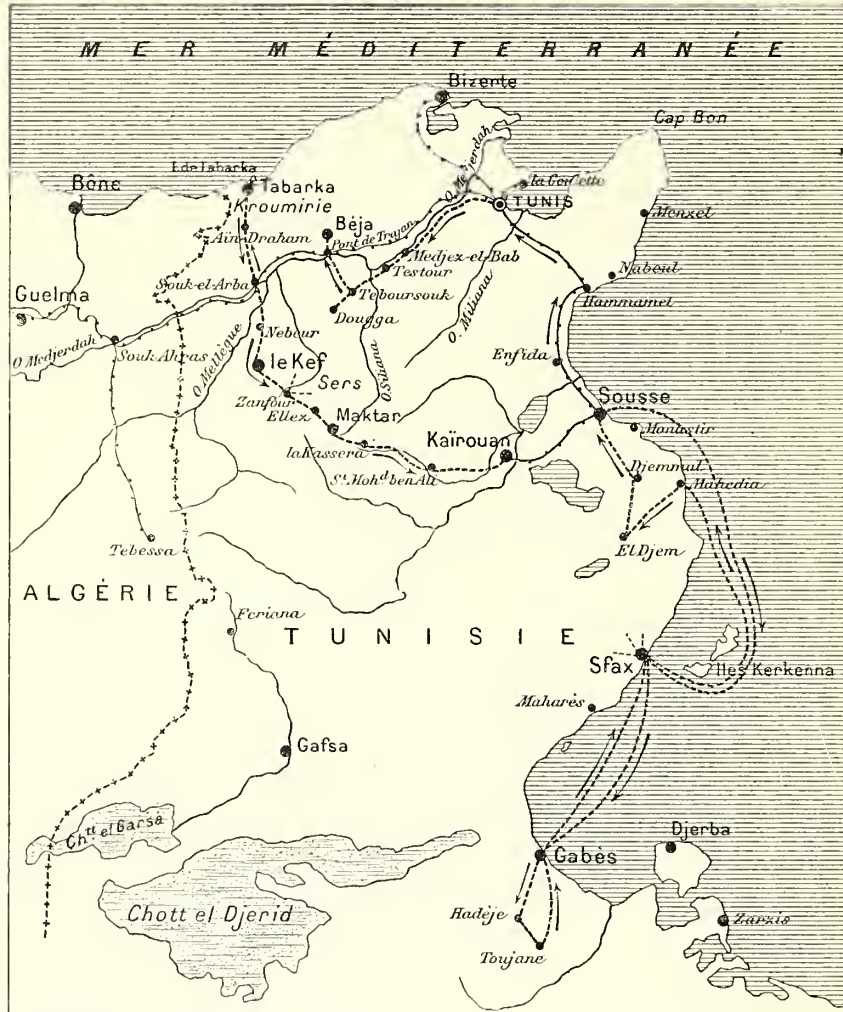 MER MÉDITERRANÉE
Bizerte
Cap Bon
I. de Tabarka
Bône
Tabarka
Kroumirie
O. Medjerdah
la Goulette
TUNIS
Béja
Menzel
Aïn-Draham
Pont de Trajan
Medjez-el-Bab
Testour
Nabeul
Souk-el-Arba
Guelma
Teboursouk
Hammamet
Dougga
O. Miliana
O Medjerdah
Souk-Ahras
O. Mellègue
Nebeur
O Siliana
Enfida
le Kef
Sers
Zanfour
Ellez
Maktar
Sousse
Monastir
Kaïrouan
la Kassera
St Mohd ben Ali
Djemmal
Mahedia
Tebessa
El Djem
ALGÉRIE
Feriana
TUNISIE
Sfax
Iles Kerkenna
Maharès
Gafsa
Chtt el Garsa
Djerba
Gabès
Chott el Djerid
Hadèje
Zarzis
Toujane